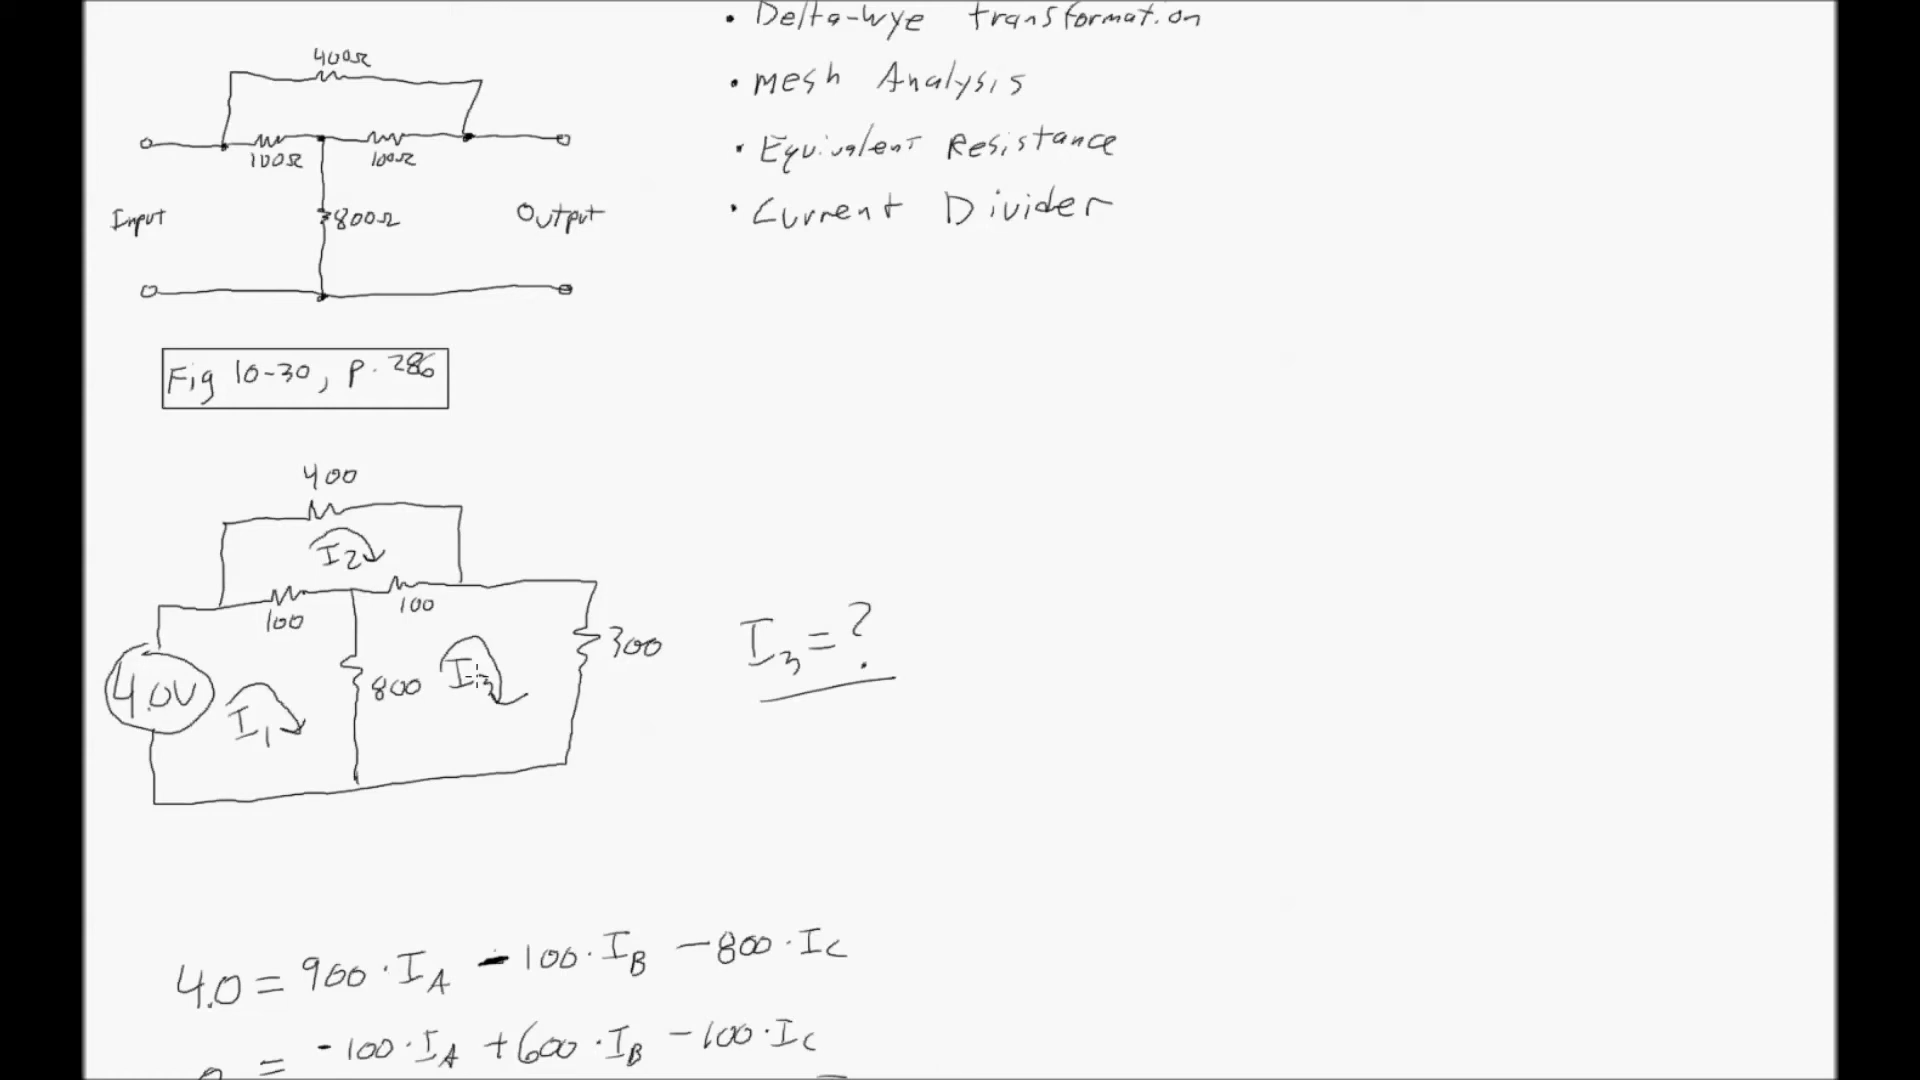 • Delta-Wye transformation
• mesh Analysis
• Equivalent Resistance
• Current Divider
400Ω
100Ω 100Ω
Input 800Ω Output
Fig 10-30, p. 286
400
I2
100 100
4.0V I1 800 I3 300
I3 = ?
4.0 = 900 · IA - 100 · IB - 800 · IC
= -100 · IA + 600 · IB - 100 · IC